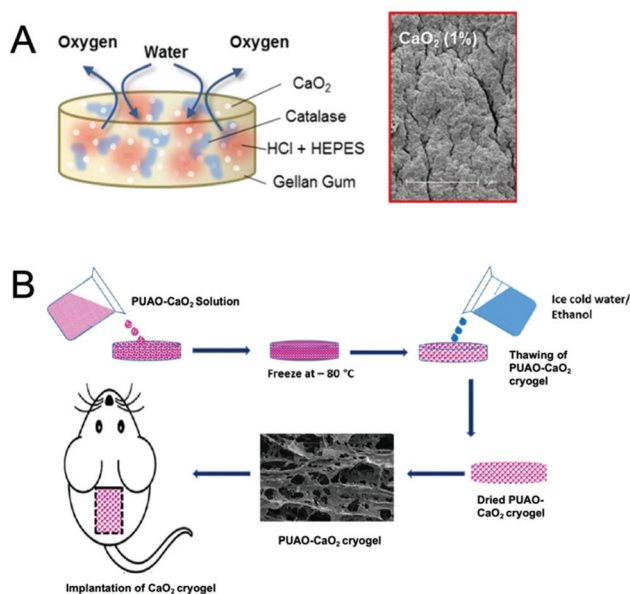 A
Oxygen
Water
Oxygen
CaO₂
Catalase
HCl + HEPES
Gellan Gum
CaO₂ (1%)
B
PUAO-CaO₂ Solution
Freeze at – 80 °C
Ice cold water/
Ethanol
Thawing of
PUAO-CaO₂
cryogel
Dried PUAO-
CaO₂ cryogel
PUAO-CaO₂ cryogel
Implantation of CaO₂ cryogel